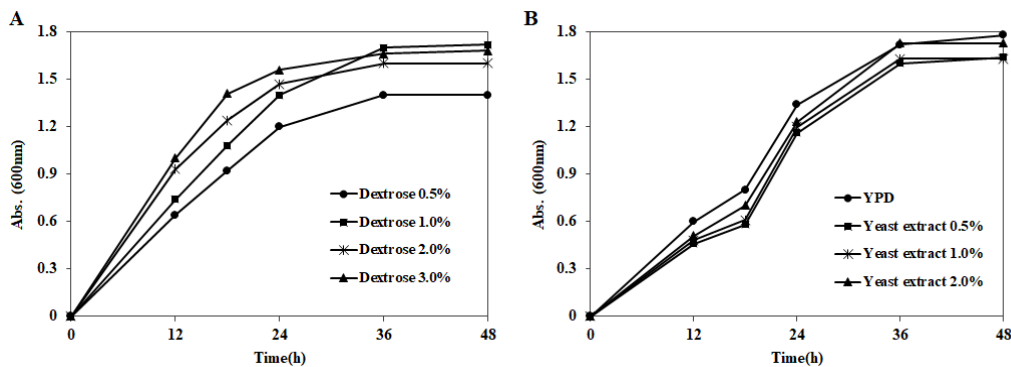 A
1.8
1.5
1.2
0.9
0.6
0.3
0
Abs. (600nm)
Dextrose 0.5%
Dextrose 1.0%
Dextrose 2.0%
Dextrose 3.0%
0 12 24 36 48
Time(h)
B
1.8
1.5
1.2
0.9
0.6
0.3
0
Abs. (600nm)
YPD
Yeast extract 0.5%
Yeast extract 1.0%
Yeast extract 2.0%
0 12 24 36 48
Time(h)